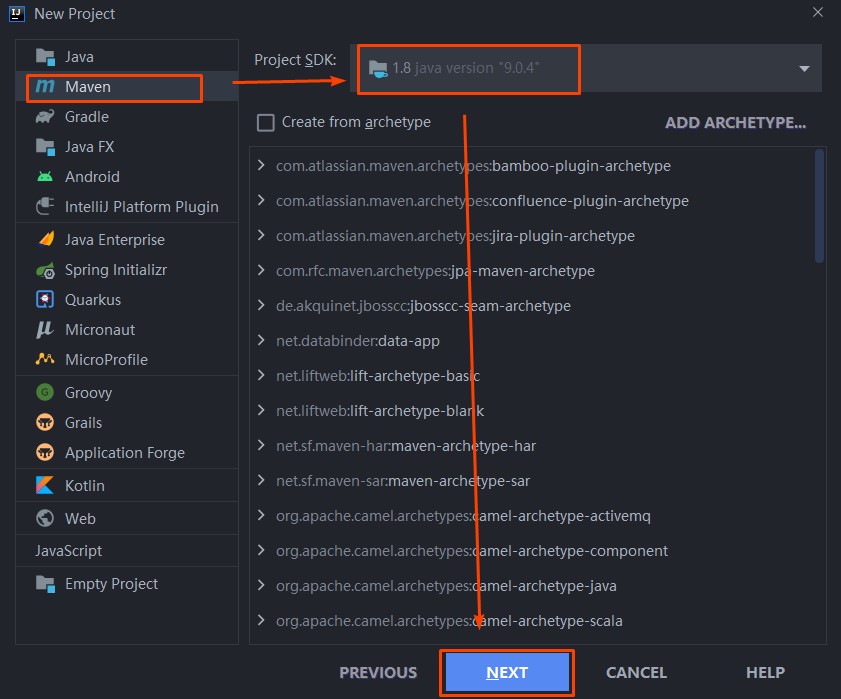 New Project
Java
Maven
Gradle
Java FX
Android
IntelliJ Platform Plugin
Java Enterprise
Spring Initializr
Quarkus
Micronaut
MicroProfile
Groovy
Grails
Application Forge
Kotlin
Web
JavaScript
Empty Project
Project SDK: 1.8 java version "9.0.4"
Create from archetype ADD ARCHETYPE...
com.atlassian.maven.archetypes:bamboo-plugin-archetype
com.atlassian.maven.archetypes:confluence-plugin-archetype
com.atlassian.maven.archetypes:jira-plugin-archetype
com.rfc.maven.archetypes:jpa-maven-archetype
de.akquinet.jbosscc:jbosscc-seam-archetype
net.databinder:data-app
net.liftweb:lift-archetype-basic
net.liftweb:lift-archetype-blank
net.sf.maven-har:maven-archetype-har
net.sf.maven-sar:maven-archetype-sar
org.apache.camel.archetypes:camel-archetype-activemq
org.apache.camel.archetypes:camel-archetype-component
org.apache.camel.archetypes:camel-archetype-java
org.apache.camel.archetypes:camel-archetype-scala
PREVIOUS NEXT CANCEL HELP